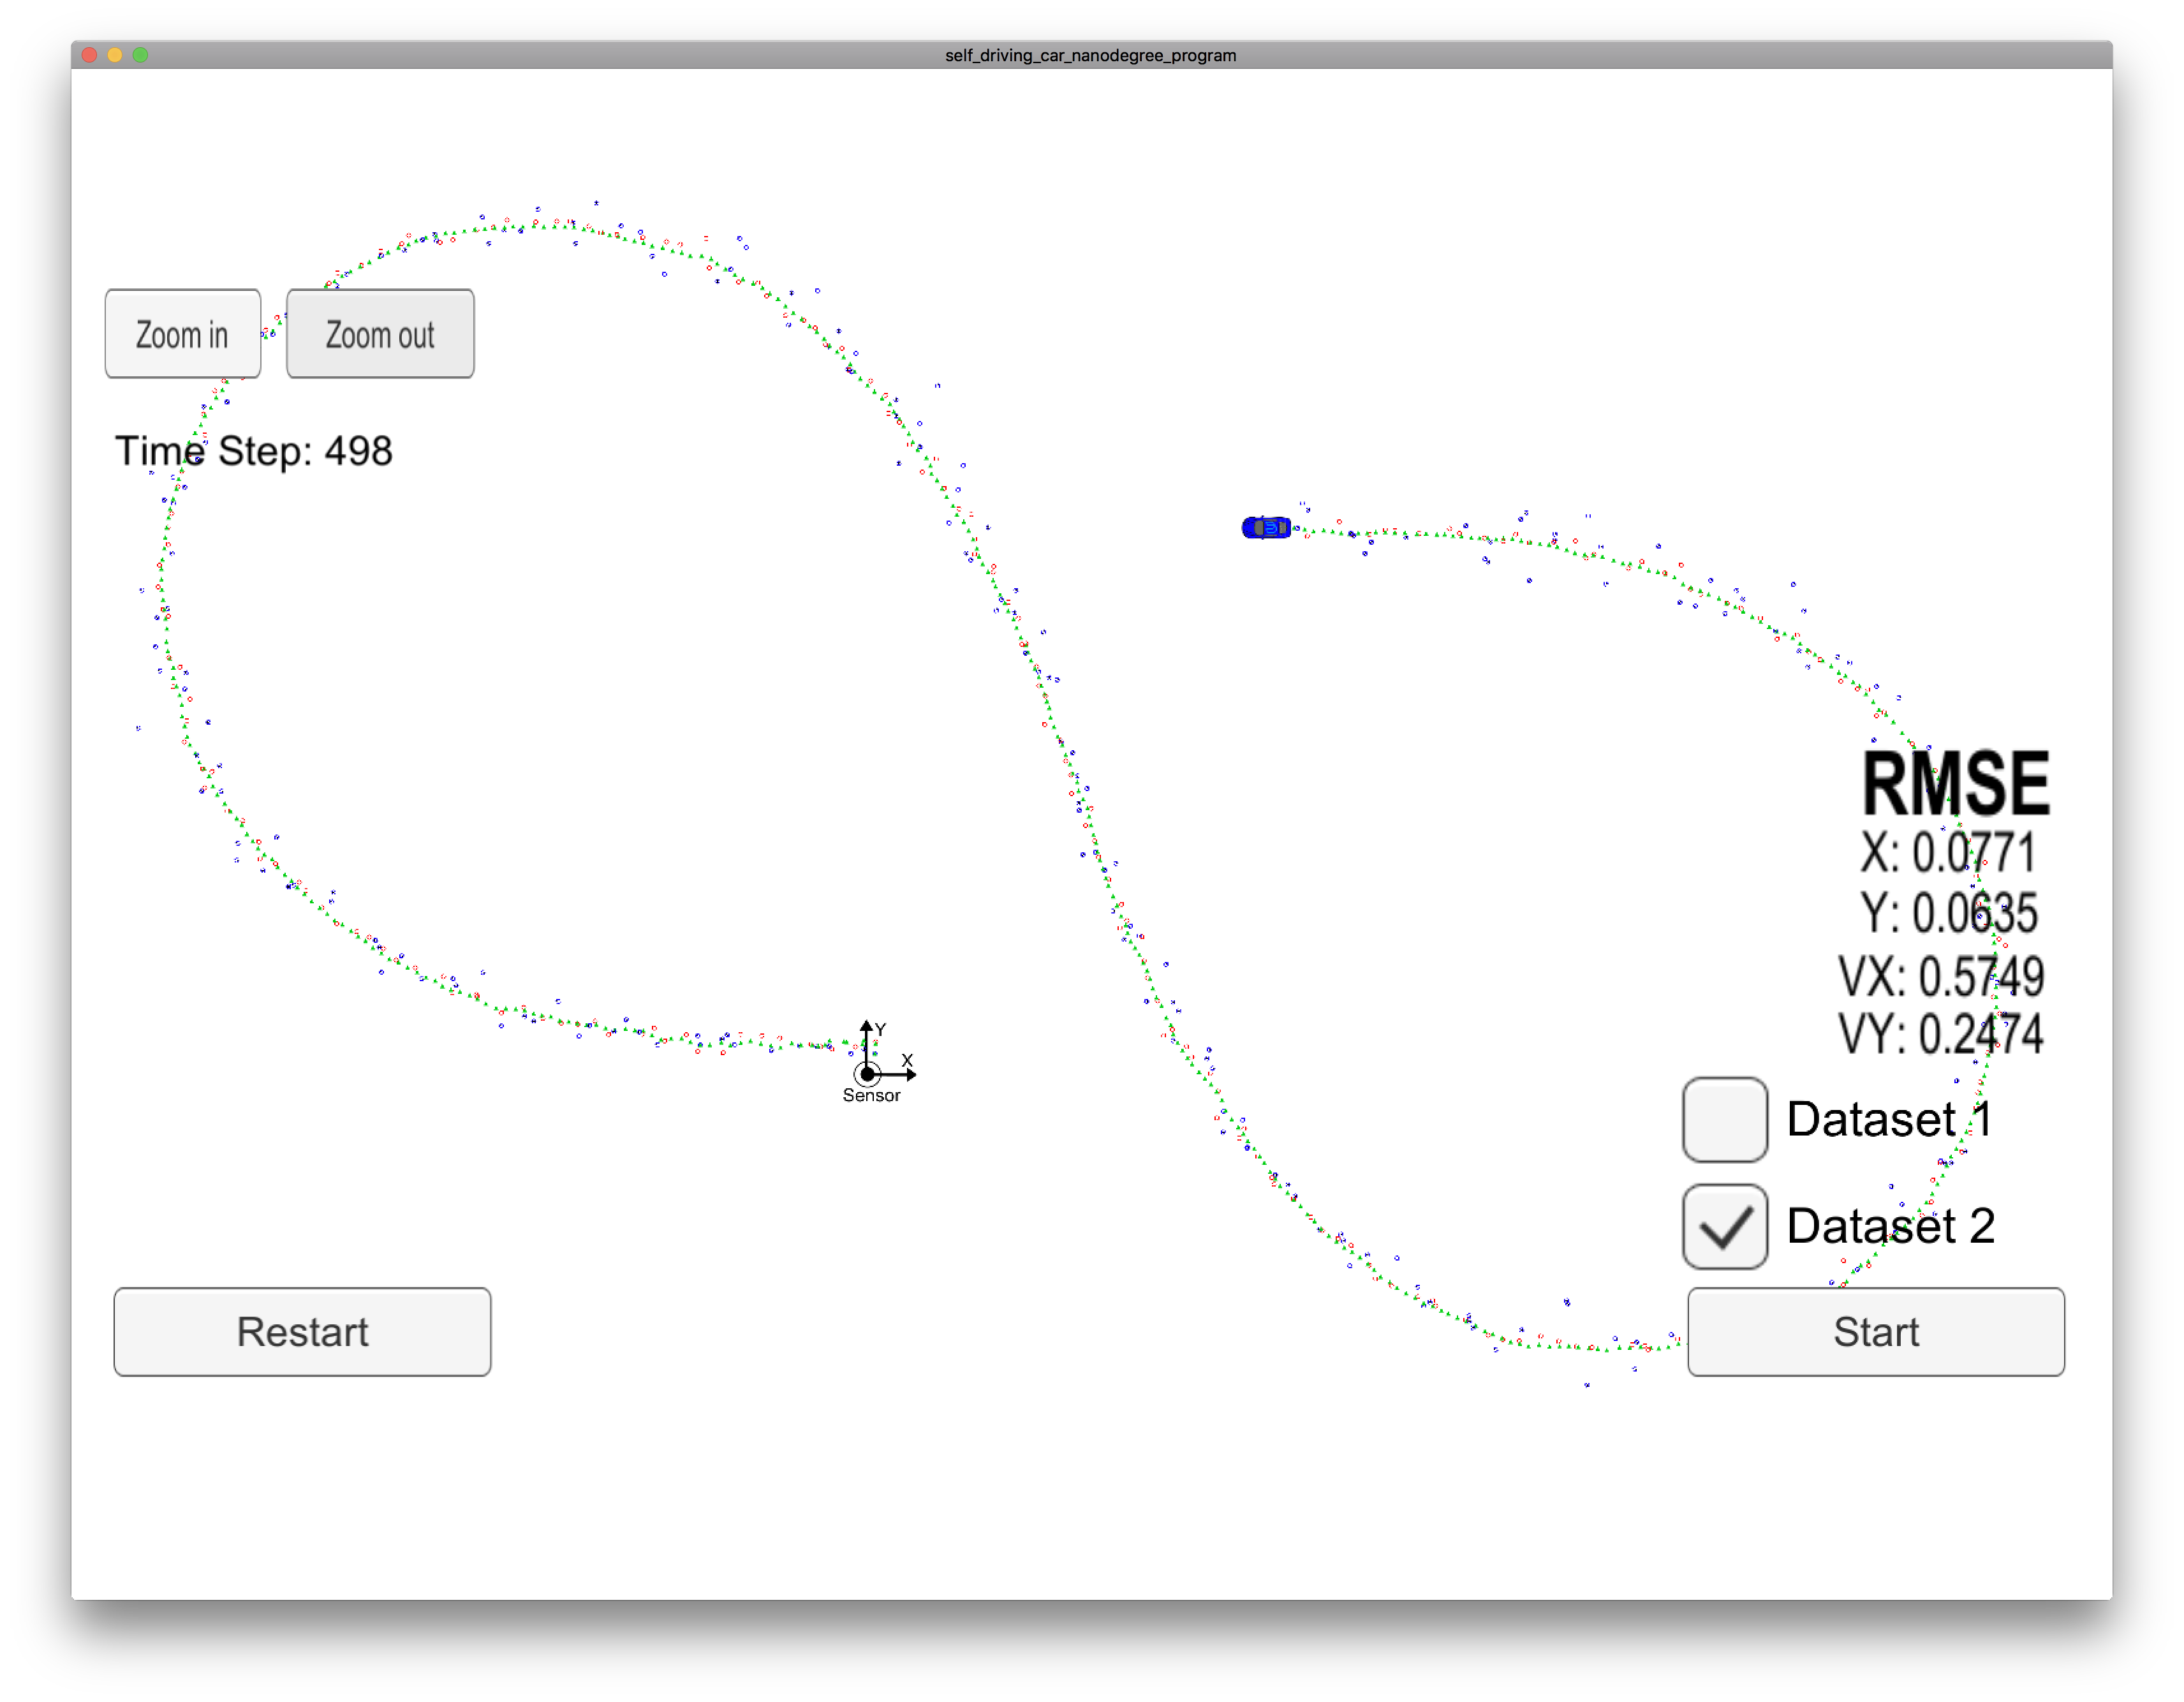 self_driving_car_nanodegree_program
Zoom in
Zoom out
Time Step: 498
RMSE
X: 0.0771
Y: 0.0635
VX: 0.5749
VY: 0.2474
Y
X
Sensor
Dataset 1
Dataset 2
Restart
Start